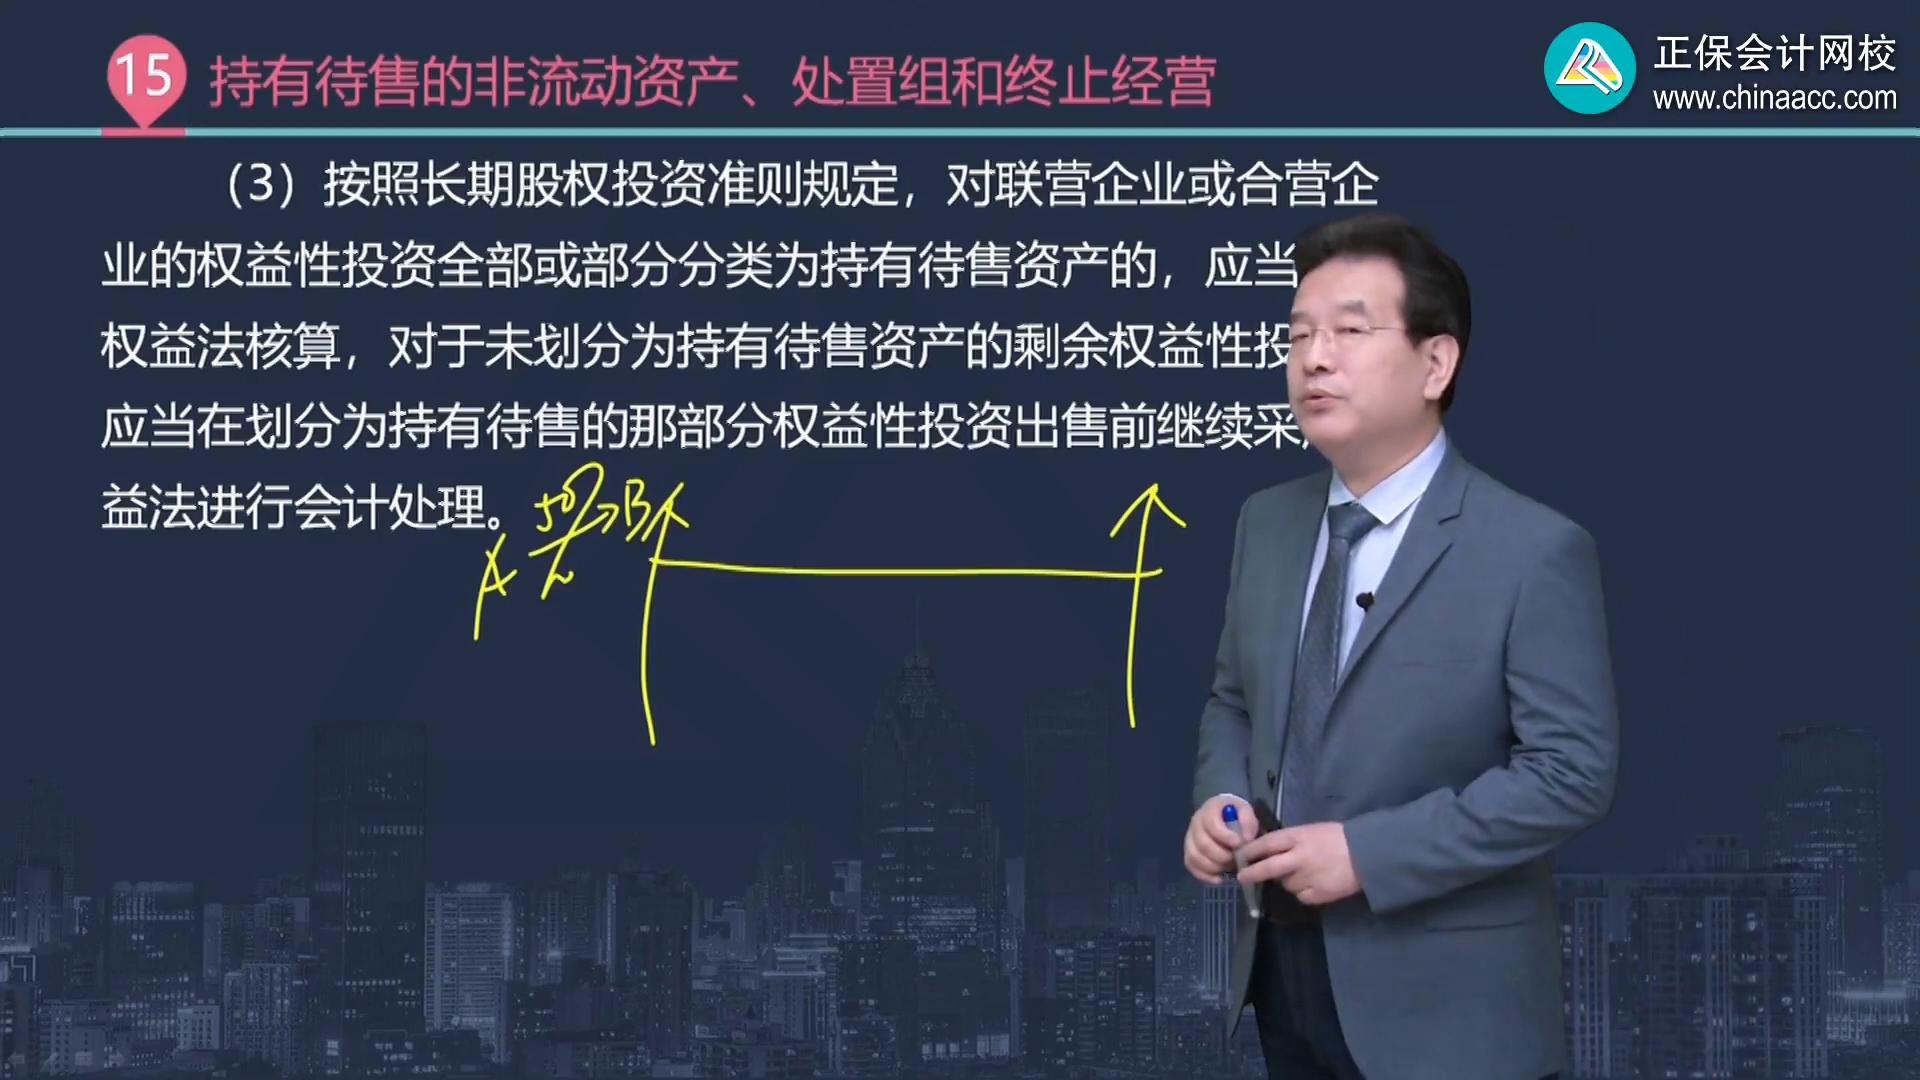 15 持有待售的非流动资产、处置组和终止经营
正保会计网校
www.chinaacc.com
（3）按照长期股权投资准则规定，对联营企业或合营企
业的权益性投资全部或部分分类为持有待售资产的，应当
权益法核算，对于未划分为持有待售资产的剩余权益性投
应当在划分为持有待售的那部分权益性投资出售前继续采
益法进行会计处理。
A
B